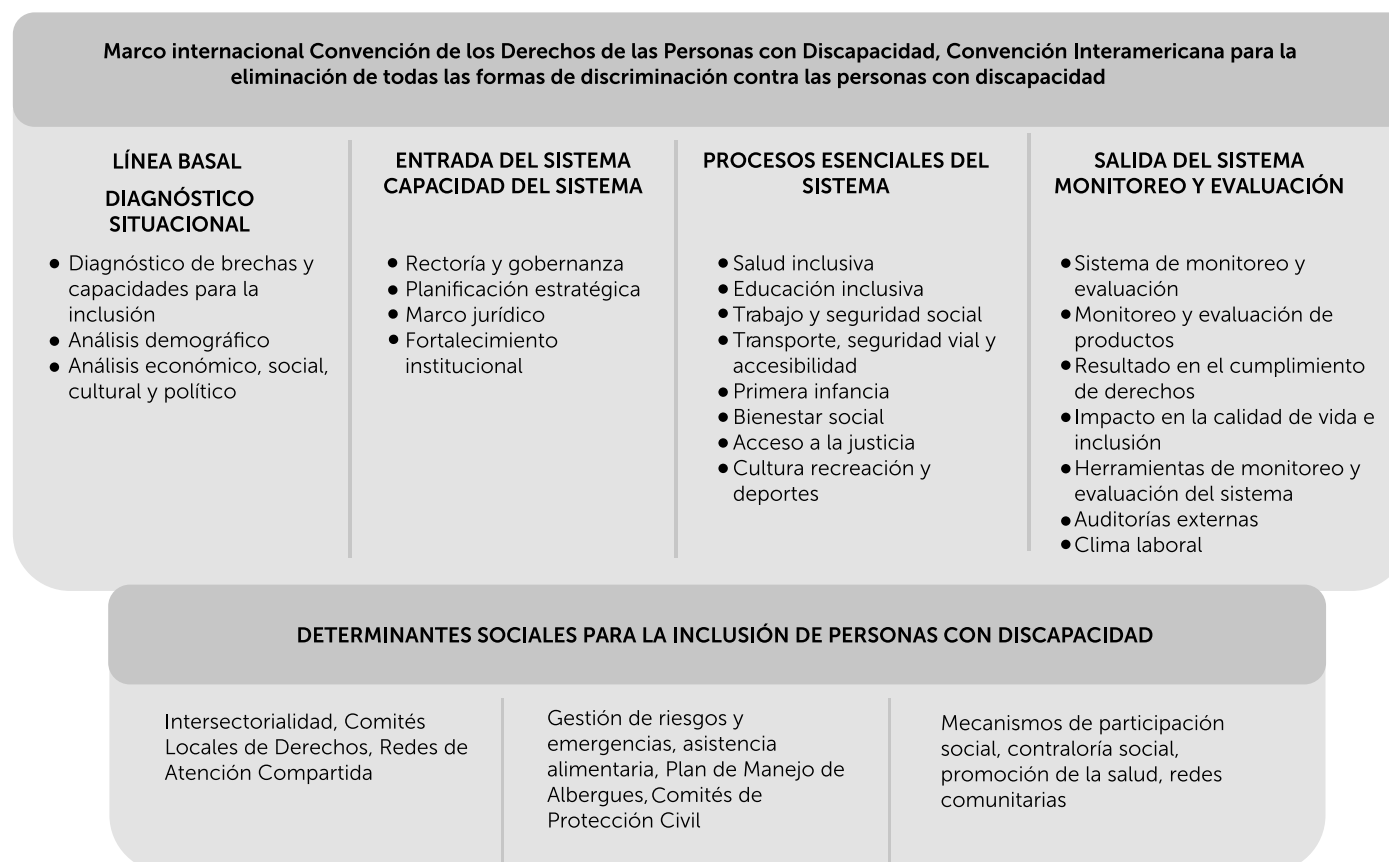 Marco internacional Convención de los Derechos de las Personas con Discapacidad, Convención Interamericana para la
eliminación de todas las formas de discriminación contra las personas con discapacidad
LÍNEA BASAL
DIAGNÓSTICO
SITUACIONAL
● Diagnóstico de brechas y
capacidades para la
inclusión
● Análisis demográfico
● Análisis económico, social,
cultural y político
ENTRADA DEL SISTEMA
CAPACIDAD DEL SISTEMA
● Rectoría y gobernanza
● Planificación estratégica
● Marco jurídico
● Fortalecimiento
institucional
PROCESOS ESENCIALES DEL
SISTEMA
● Salud inclusiva
● Educación inclusiva
● Trabajo y seguridad social
● Transporte, seguridad vial y
accesibilidad
● Primera infancia
● Bienestar social
● Acceso a la justicia
● Cultura recreación y
deportes
SALIDA DEL SISTEMA
MONITOREO Y EVALUACIÓN
● Sistema de monitoreo y
evaluación
● Monitoreo y evaluación de
productos
● Resultado en el cumplimiento
de derechos
● Impacto en la calidad de vida e
inclusión
● Herramientas de monitoreo y
evaluación del sistema
● Auditorías externas
● Clima laboral
DETERMINANTES SOCIALES PARA LA INCLUSIÓN DE PERSONAS CON DISCAPACIDAD
Intersectorialidad, Comités
Locales de Derechos, Redes de
Atención Compartida
Gestión de riesgos y
emergencias, asistencia
alimentaria, Plan de Manejo de
Albergues, Comités de
Protección Civil
Mecanismos de participación
social, contraloría social,
promoción de la salud, redes
comunitarias